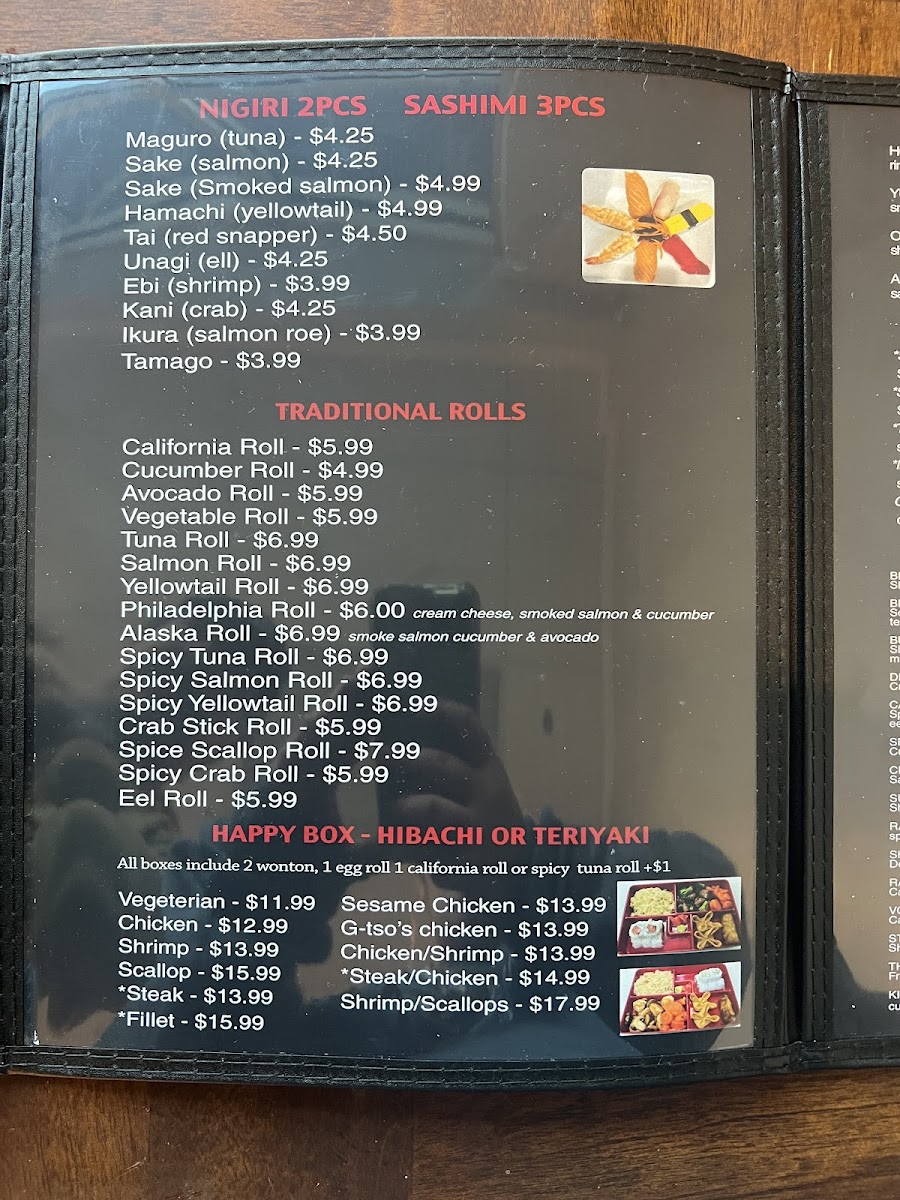 NIGIRI 2PCS SASHIMI 3PCS
Maguro (tuna) - $4.25
Sake (salmon) - $4.25
Sake (Smoked salmon) - $4.99
Hamachi (yellowtail) - $4.99
Tai (red snapper) - $4.50
Unagi (ell) - $4.25
Ebi (shrimp) - $3.99
Kani (crab) - $4.25
Ikura (salmon roe) - $3.99
Tamago - $3.99
TRADITIONAL ROLLS
California Roll - $5.99
Cucumber Roll - $4.99
Avocado Roll - $5.99
Vegetable Roll - $5.99
Tuna Roll - $6.99
Salmon Roll - $6.99
Yellowtail Roll - $6.99
Philadelphia Roll - $6.00 cream cheese, smoked salmon & cucumber
Alaska Roll - $6.99 smoke salmon cucumber & avocado
Spicy Tuna Roll - $6.99
Spicy Salmon Roll - $6.99
Spicy Yellowtail Roll - $6.99
Crab Stick Roll - $5.99
Spice Scallop Roll - $7.99
Spicy Crab Roll - $5.99
Eel Roll - $5.99
HAPPY BOX - HIBACHI OR TERIYAKI
All boxes include 2 wonton, 1 egg roll 1 california roll or spicy tuna roll +$1
Vegeterian - $11.99
Chicken - $12.99
Shrimp - $13.99
Scallop - $15.99
*Steak - $13.99
*Fillet - $15.99
Sesame Chicken - $13.99
G-tso's chicken - $13.99
Chicken/Shrimp - $13.99
*Steak/Chicken - $14.99
Shrimp/Scallops - $17.99